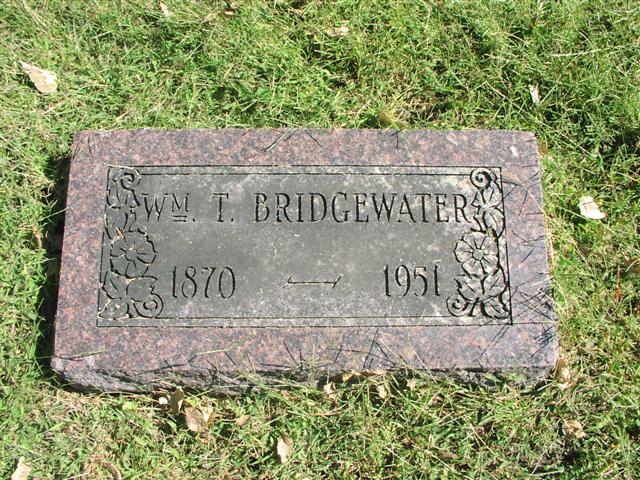 WM. T. BRIDGEWATER
1870 — 1951